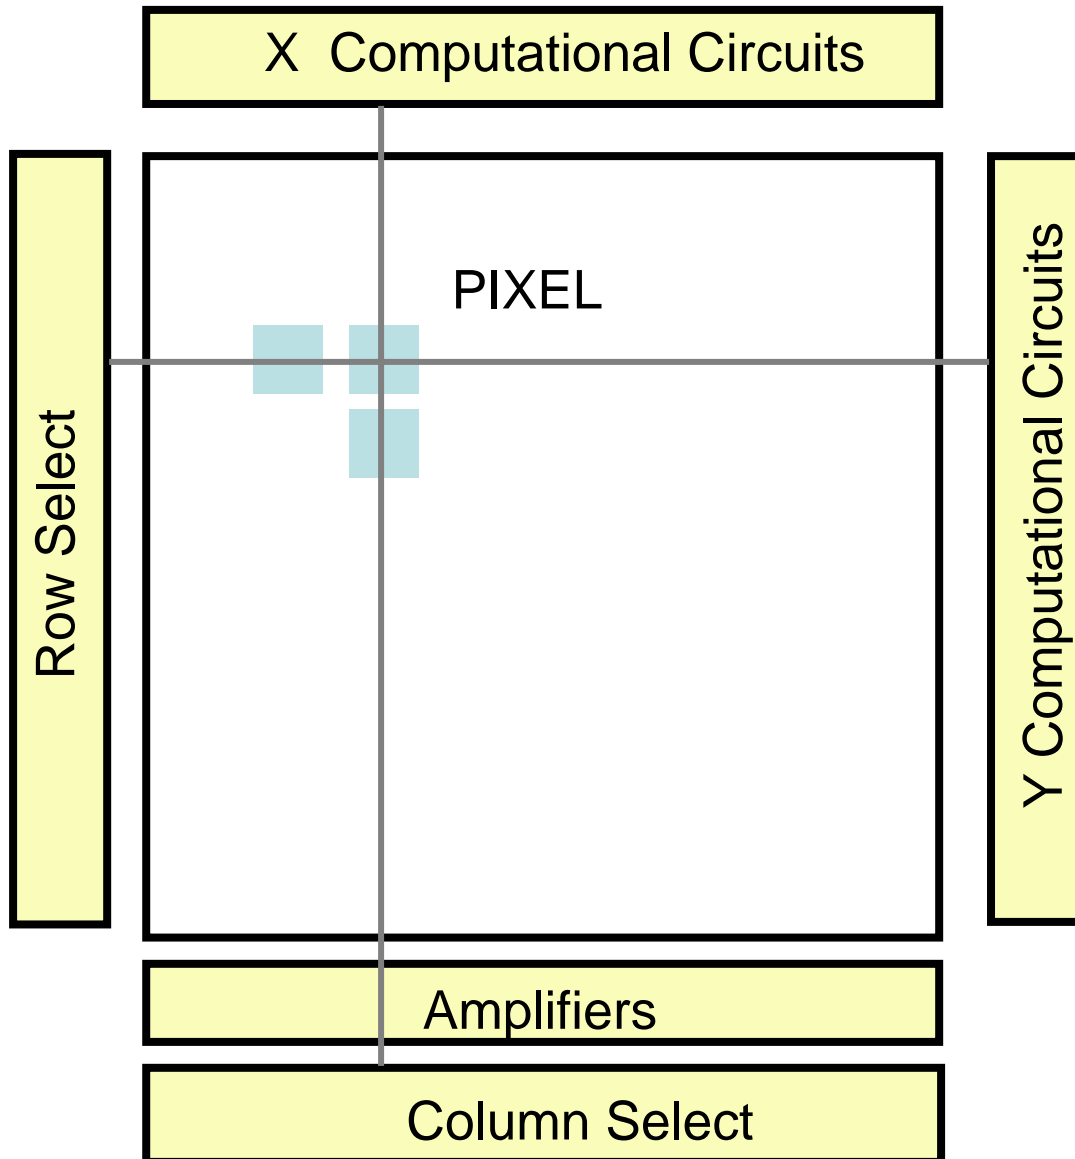 X Computational Circuits
PIXEL
Row Select
Y Computational Circuits
Amplifiers
Column Select